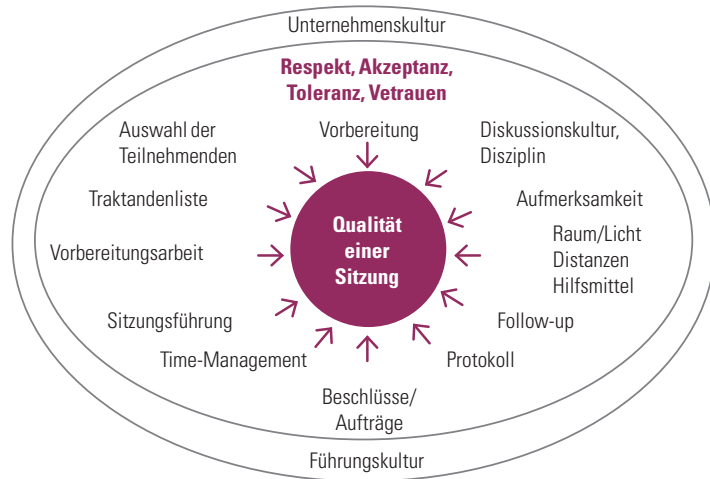 Unternehmenskultur
Respekt, Akzeptanz,
Toleranz, Vetrauen
Auswahl der
Teilnehmenden
Vorbereitung
Diskussionskultur,
Disziplin
Traktandenliste
Aufmerksamkeit
Vorbereitungsarbeit
Qualität
einer
Sitzung
Raum/Licht
Distanzen
Hilfsmittel
Sitzungsführung
Follow-up
Time-Management
Protokoll
Beschlüsse/
Aufträge
Führungskultur